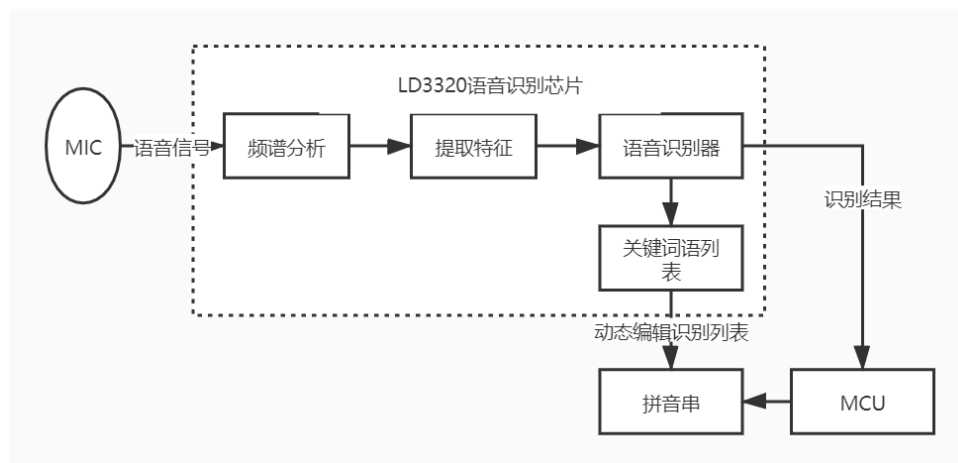 LD3320语音识别芯片
MIC
语音信号
频谱分析
提取特征
语音识别器
识别结果
关键词语列
表
动态编辑识别列表
拼音串
MCU